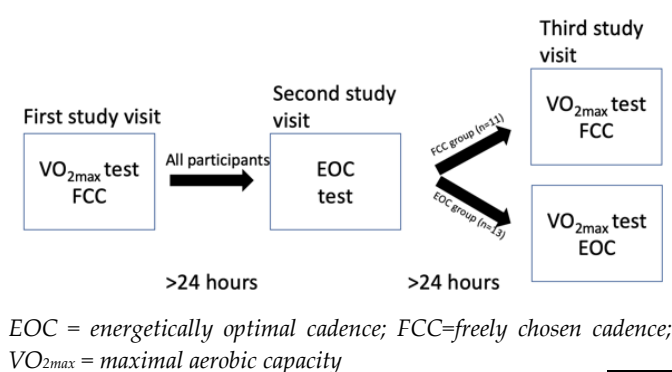 First study visit
VO2max test
FCC
All participants
Second study
visit
EOC
test
FCC group (n=11)
EOC group (n=13)
Third study
visit
VO2max test
FCC
VO2max test
EOC
>24 hours
>24 hours
EOC = energetically optimal cadence; FCC=freely chosen cadence;
VO2max = maximal aerobic capacity